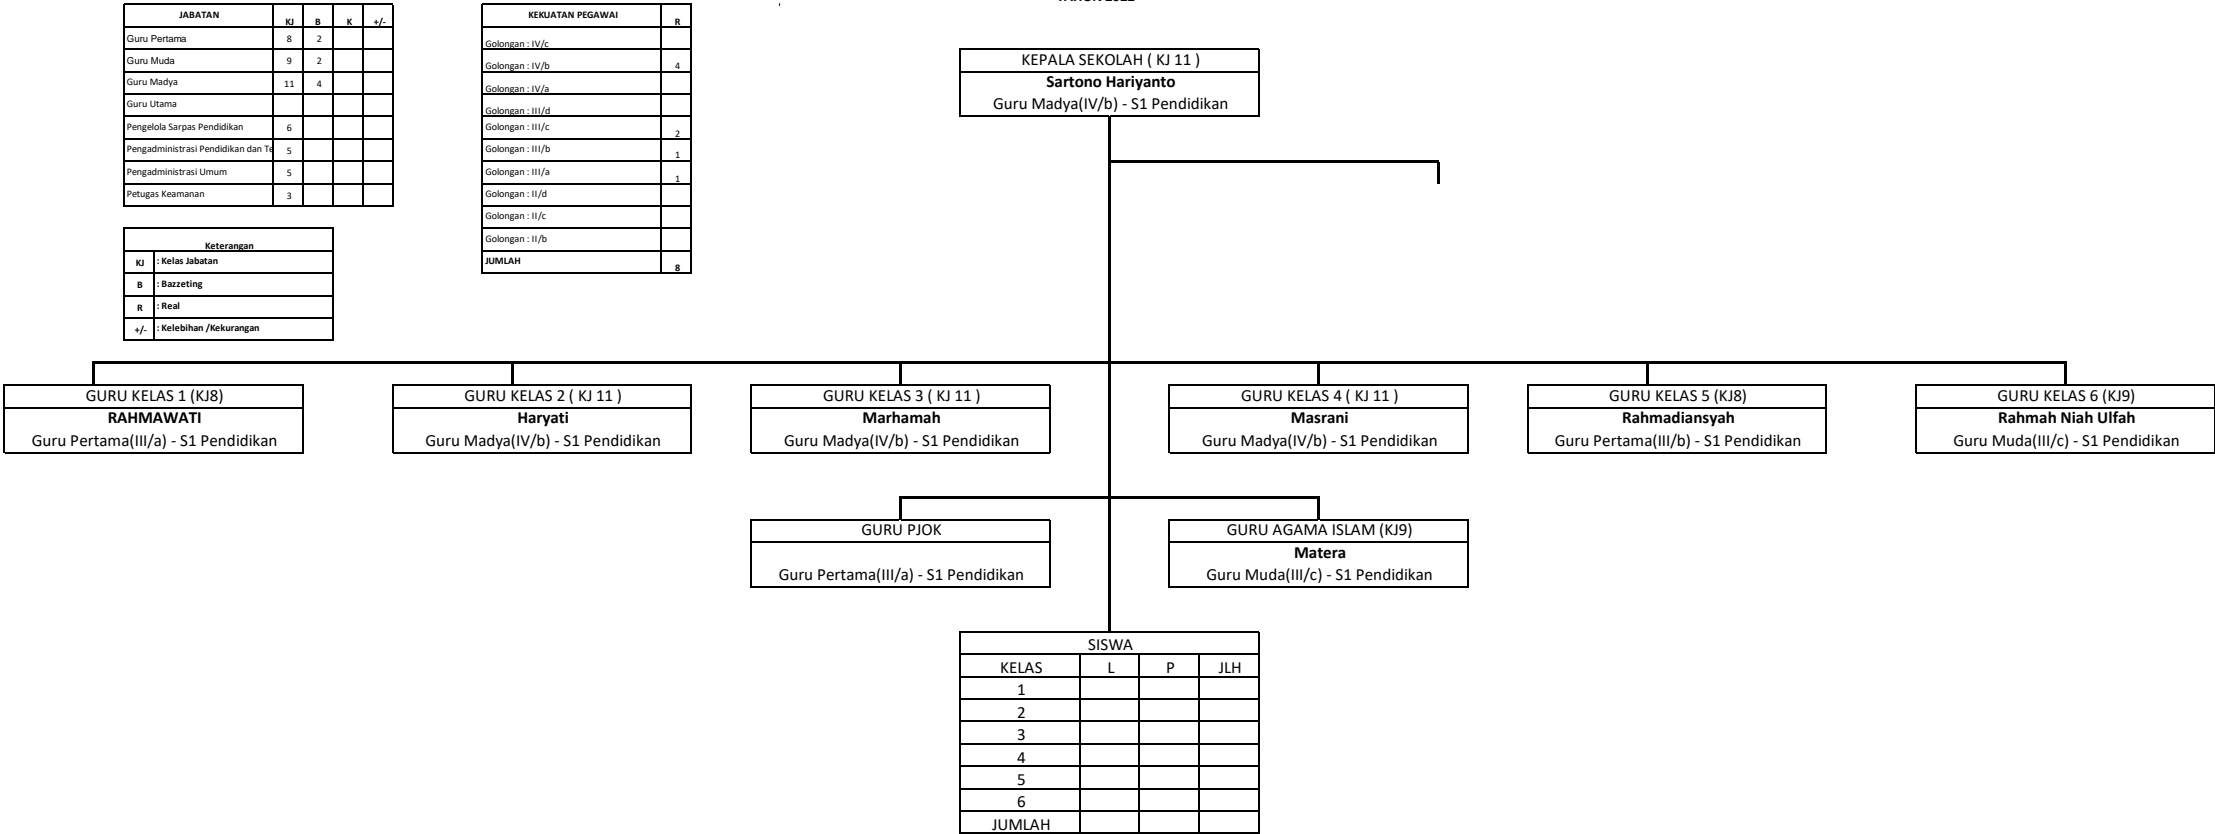 TAHUN 2022
JABATAN KJ B K +/-
Guru Pertama 8 2
Guru Muda 9 2
Guru Madya 11 4
Guru Utama
Pengelola Sarpas Pendidikan 6
Pengadministrasi Pendidikan dan Te 5
Pengadministrasi Umum 5
Petugas Keamanan 3
Keterangan
KJ : Kelas Jabatan
B : Bazzeting
R : Real
+/- : Kelebihan /Kekurangan
KEKUATAN PEGAWAI R
Golongan : IV/c
Golongan : IV/b 4
Golongan : IV/a
Golongan : III/d
Golongan : III/c 2
Golongan : III/b 1
Golongan : III/a 1
Golongan : II/d
Golongan : II/c
Golongan : II/b
JUMLAH 8
KEPALA SEKOLAH ( KJ 11 )
Sartono Hariyanto
Guru Madya(IV/b) - S1 Pendidikan
GURU KELAS 1 (KJ8)
RAHMAWATI
Guru Pertama(III/a) - S1 Pendidikan
GURU KELAS 2 ( KJ 11 )
Haryati
Guru Madya(IV/b) - S1 Pendidikan
GURU KELAS 3 ( KJ 11 )
Marhamah
Guru Madya(IV/b) - S1 Pendidikan
GURU KELAS 4 ( KJ 11 )
Masrani
Guru Madya(IV/b) - S1 Pendidikan
GURU KELAS 5 (KJ8)
Rahmadiansyah
Guru Pertama(III/b) - S1 Pendidikan
GURU KELAS 6 (KJ9)
Rahmah Niah Ulfah
Guru Muda(III/c) - S1 Pendidikan
GURU PJOK
Guru Pertama(III/a) - S1 Pendidikan
GURU AGAMA ISLAM (KJ9)
Matera
Guru Muda(III/c) - S1 Pendidikan
SISWA
KELAS L P JLH
1
2
3
4
5
6
JUMLAH